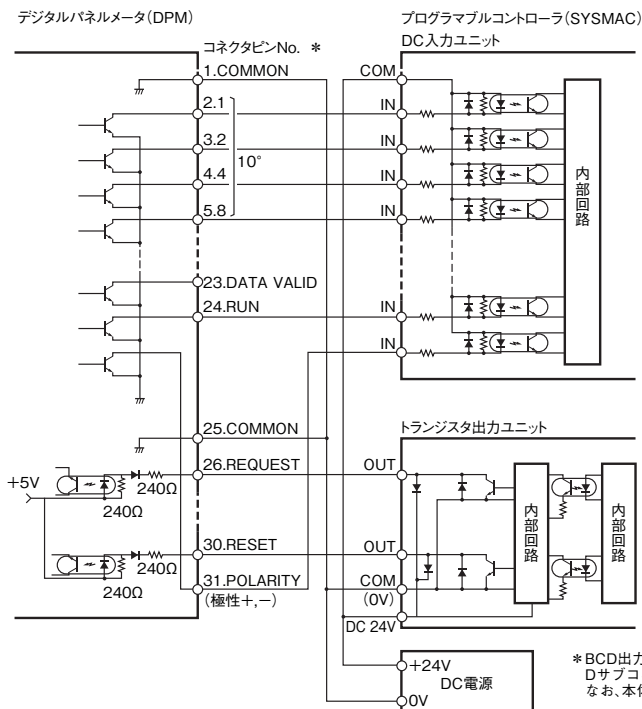 デジタルパネルメータ(DPM)
コネクタピンNo. *
1.COMMON
2.1
3.2
4.4
5.8
10°
23.DATA VALID
24.RUN
25.COMMON
26.REQUEST
30.RESET
31.POLARITY
(極性+,−)
+5V
240Ω
240Ω
240Ω
240Ω
プログラマブルコントローラ(SYSMAC)
DC入力ユニット
COM
IN
IN
IN
IN
IN
IN
内部回路
トランジスタ出力ユニット
OUT
OUT
COM
(0V)
DC 24V
内部回路
内部回路
+24V
DC電源
0V
*BCD出力
Dサブコ
なお、本体